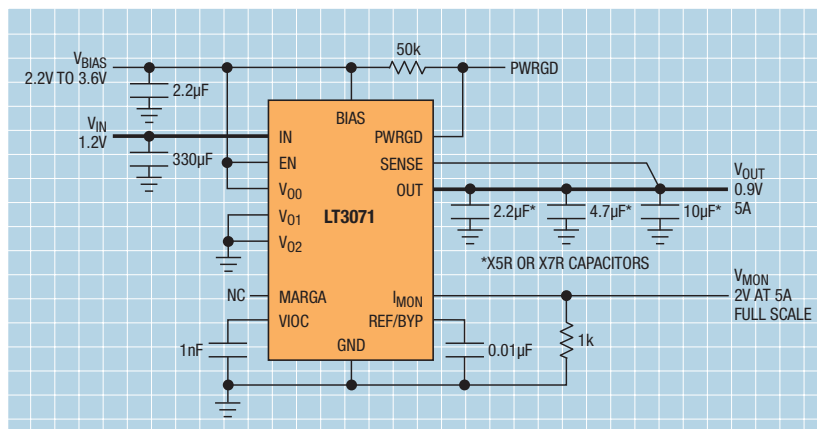 50k
V_BIAS
2.2V TO 3.6V
PWRGD
2.2µF
BIAS
V_IN
1.2V
IN
PWRGD
330µF
EN
SENSE
V_OUT
0.9V
5A
V_O0
OUT
LT3071
2.2µF*
4.7µF*
10µF*
V_O1
V_O2
*X5R OR X7R CAPACITORS
NC
MARGA
I_MON
V_MON
2V AT 5A
FULL SCALE
VIOC
REF/BYP
1nF
GND
0.01µF
1k